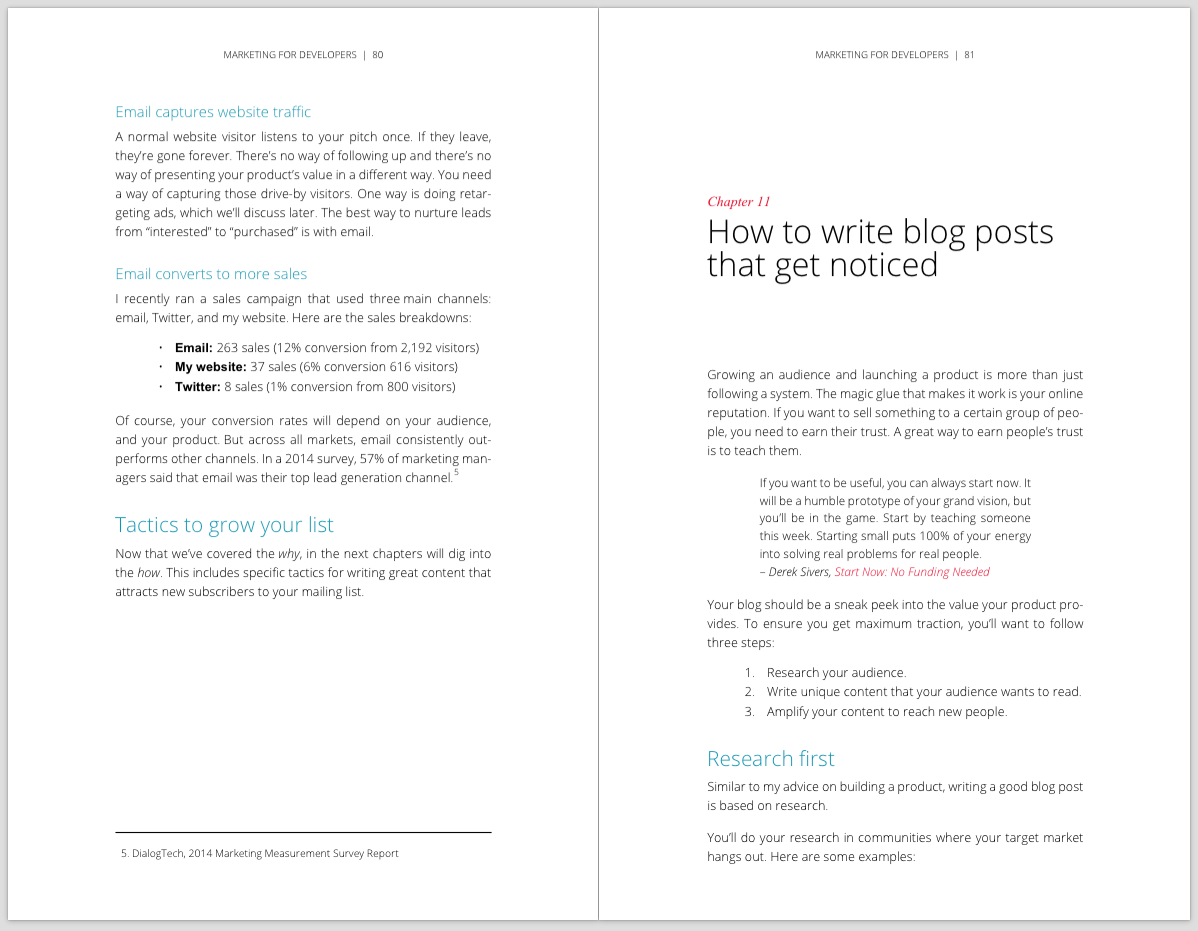 MARKETING FOR DEVELOPERS | 80
Email captures website traffic
A normal website visitor listens to your pitch once. If they leave,
they're gone forever. There's no way of following up and there's no
way of presenting your product's value in a different way. You need
a way of capturing those drive-by visitors. One way is doing retar-
geting ads, which we'll discuss later. The best way to nurture leads
from “interested” to “purchased” is with email.
Email converts to more sales
I recently ran a sales campaign that used three main channels:
email, Twitter, and my website. Here are the sales breakdowns:
• Email: 263 sales (12% conversion from 2,192 visitors)
• My website: 37 sales (6% conversion 616 visitors)
• Twitter: 8 sales (1% conversion from 800 visitors)
Of course, your conversion rates will depend on your audience,
and your product. But across all markets, email consistently out-
performs other channels. In a 2014 survey, 57% of marketing man-
agers said that email was their top lead generation channel.5
Tactics to grow your list
Now that we've covered the why, in the next chapters will dig into
the how. This includes specific tactics for writing great content that
attracts new subscribers to your mailing list.
5. DialogTech, 2014 Marketing Measurement Survey Report
MARKETING FOR DEVELOPERS | 81
Chapter 11
How to write blog posts
that get noticed
Growing an audience and launching a product is more than just
following a system. The magic glue that makes it work is your online
reputation. If you want to sell something to a certain group of peo-
ple, you need to earn their trust. A great way to earn people's trust
is to teach them.
If you want to be useful, you can always start now. It
will be a humble prototype of your grand vision, but
you'll be in the game. Start by teaching someone
this week. Starting small puts 100% of your energy
into solving real problems for real people.
– Derek Sivers, Start Now: No Funding Needed
Your blog should be a sneak peek into the value your product pro-
vides. To ensure you get maximum traction, you'll want to follow
three steps:
1. Research your audience.
2. Write unique content that your audience wants to read.
3. Amplify your content to reach new people.
Research first
Similar to my advice on building a product, writing a good blog post
is based on research.
You'll do your research in communities where your target market
hangs out. Here are some examples: